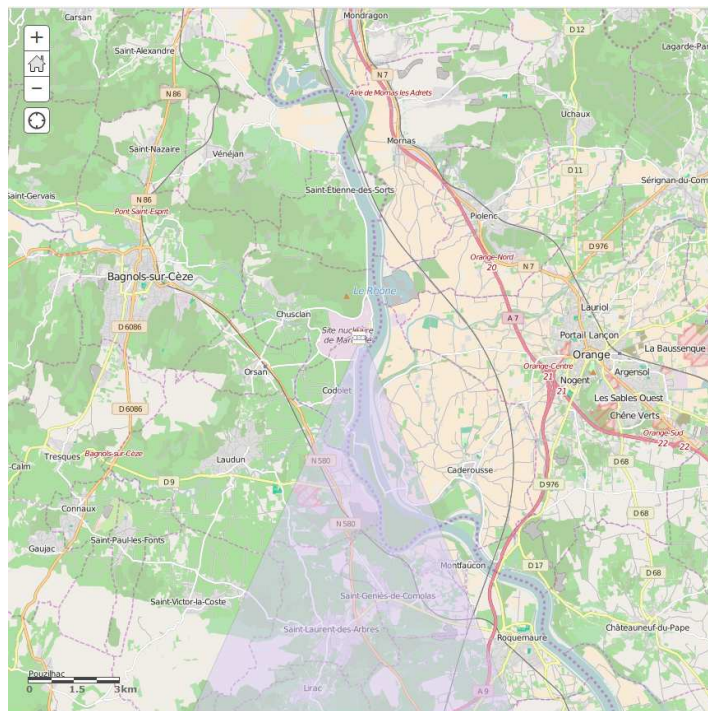 Mondragon
Carsan
D 12
+
Saint-Alexandre
Lagarde-Pa
N 7
−
N 86
Aire de Mornas les Adrets
Uchaux
Mornas
Saint-Nazaire
Vénéjan
D 11
Saint-Étienne-des-Sorts
Sérignan-du-Com
Saint-Gervais
N 86
Pont Saint-Esprit
Piolenc
D 976
Orange-Nord
20
N 7
Bagnols-sur-Cèze
Le Rhône
Lauriol
Chusclan
A 7
D 6086
Site nucléaire
de Mar
Portail Lançon
La Baussenque
Orange
Orange-Centre
21
Argensol
Orsan
Nogent
21
Codolet
Les Sables Ouest
D 6086
Chêne Verts
Orange-Sud
22
22
Tresques
Bagnols-sur-Cèze
Laudun
N 580
D 68
-Calm
Caderousse
D 9
D 976
Connaux
D 68
N 580
Saint-Paul-les-Fonts
Gaujac
Montfaucon
D 17
D 68
Saint-Geniès-de-Comolas
Saint-Victor-la-Coste
Saint-Laurent-des-Arbres
Châteauneuf-du-Pape
Roquemaure
Pouzilhac
0 1.5 3km
Lirac
A 9